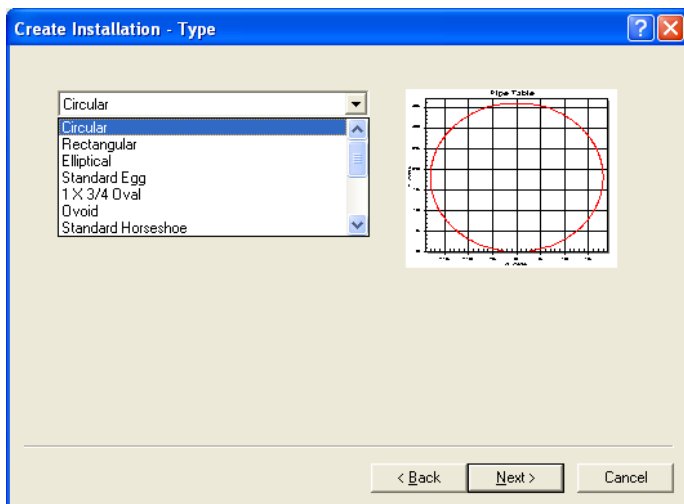 Create Installation - Type
Circular
Circular
Rectangular
Elliptical
Standard Egg
1 X 3/4 Oval
Ovoid
Standard Horseshoe
Pipe Table
< Back
Next >
Cancel